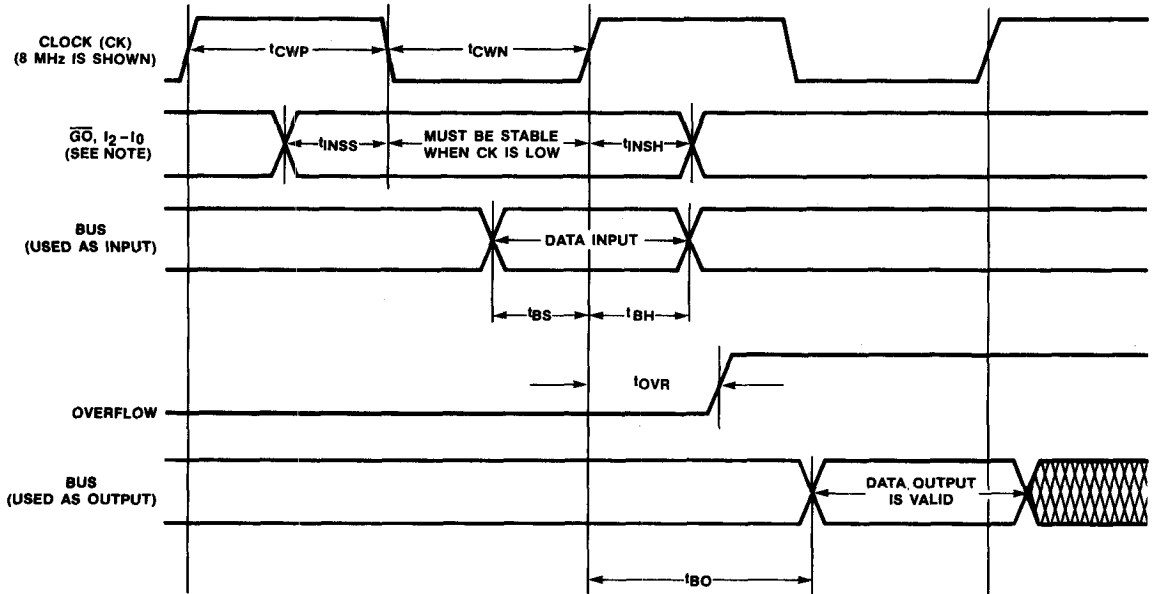 CLOCK (CK)
(8 MHz IS SHOWN)
tCWP
tCWN
GO, I2-I0
(SEE NOTE)
tINSS
MUST BE STABLE
WHEN CK IS LOW
tINSH
BUS
(USED AS INPUT)
DATA INPUT
tBS
tBH
tOVR
OVERFLOW
BUS
(USED AS OUTPUT)
DATA OUTPUT
IS VALID
tBO